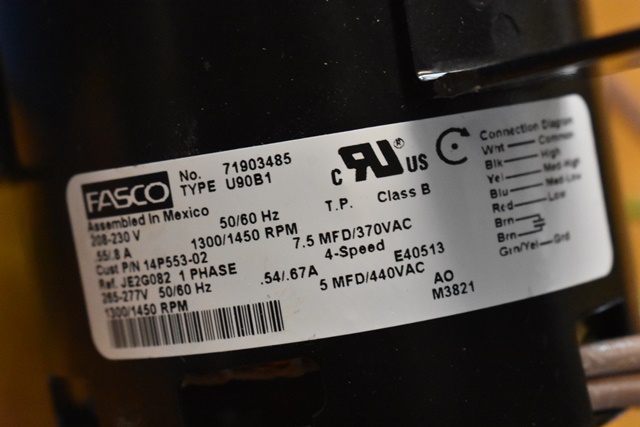 FASCO
No. 71903485
TYPE U90B1
Assembled In Mexico
208-230 V 50/60 Hz
.55/.8 A 1300/1450 RPM 7.5 MFD/370VAC
Cust P/N 14P553-02 4-Speed
Ref. JE2G082 1 PHASE .54/.67A E40513
265-277V 50/60 Hz 5 MFD/440VAC
1300/1450 RPM AO
M3821
T.P. Class B
C RU ® US
Connection Diagram
Wht Common
Blk High
Yel Med-High
Blu Med-Low
Red Low
Brn
Brn
Grn/Yel Grd